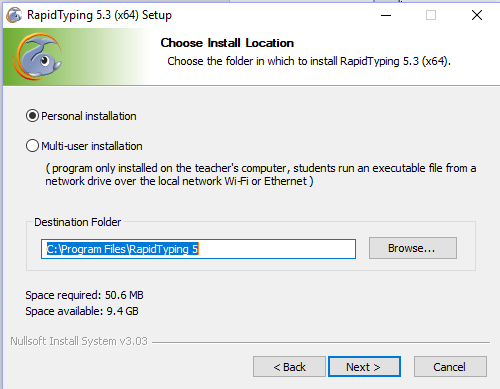 RapidTyping 5.3 (x64) Setup
Choose Install Location
Choose the folder in which to install RapidTyping 5.3 (x64).
Personal installation
Multi-user installation
( program only installed on the teacher's computer, students run an executable file from a
network drive over the local network Wi-Fi or Ethernet )
Destination Folder
C:\Program Files\RapidTyping 5
Browse...
Space required: 50.6 MB
Space available: 9.4 GB
Nullsoft Install System v3.03
< Back
Next >
Cancel